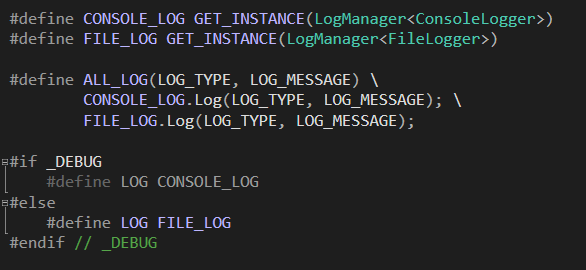 #define CONSOLE_LOG GET_INSTANCE(LogManager<ConsoleLogger>)
#define FILE_LOG GET_INSTANCE(LogManager<FileLogger>)
#define ALL_LOG(LOG_TYPE, LOG_MESSAGE) \
CONSOLE_LOG.Log(LOG_TYPE, LOG_MESSAGE); \
FILE_LOG.Log(LOG_TYPE, LOG_MESSAGE);
#if _DEBUG
#define LOG CONSOLE_LOG
#else
#define LOG FILE_LOG
#endif // _DEBUG